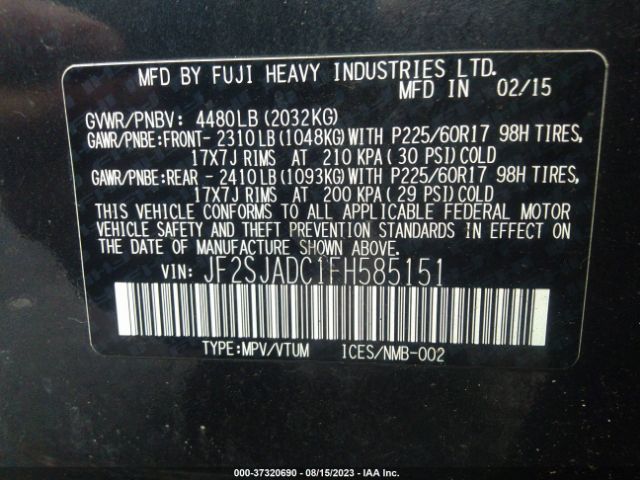 MFD BY FUJI HEAVY INDUSTRIES LTD.
MFD IN 02/15
GVWR/PNBV: 4480LB (2032KG)
GAWR/PNBE:FRONT- 2310 LB (1048KG) WITH P225/60R17 98H TIRES,
17X7J RIMS AT 210 KPA ( 30 PSI) COLD
GAWR/PNBE:REAR - 2410 LB (1093KG) WITH P225/60R17 98H TIRES,
17X7J RIMS AT 200 KPA ( 29 PSI) COLD
THIS VEHICLE CONFORMS TO ALL APPLICABLE FEDERAL MOTOR
VEHICLE SAFETY AND THEFT PREVENTION STANDARDS IN EFFECT ON
THE DATE OF MANUFACTURE SHOWN ABOVE.
VIN: JF2SJADC1FH585151
TYPE:MPV/VTUM ICES/NMB-002
000-37320690 - 08/15/2023 - IAA Inc.